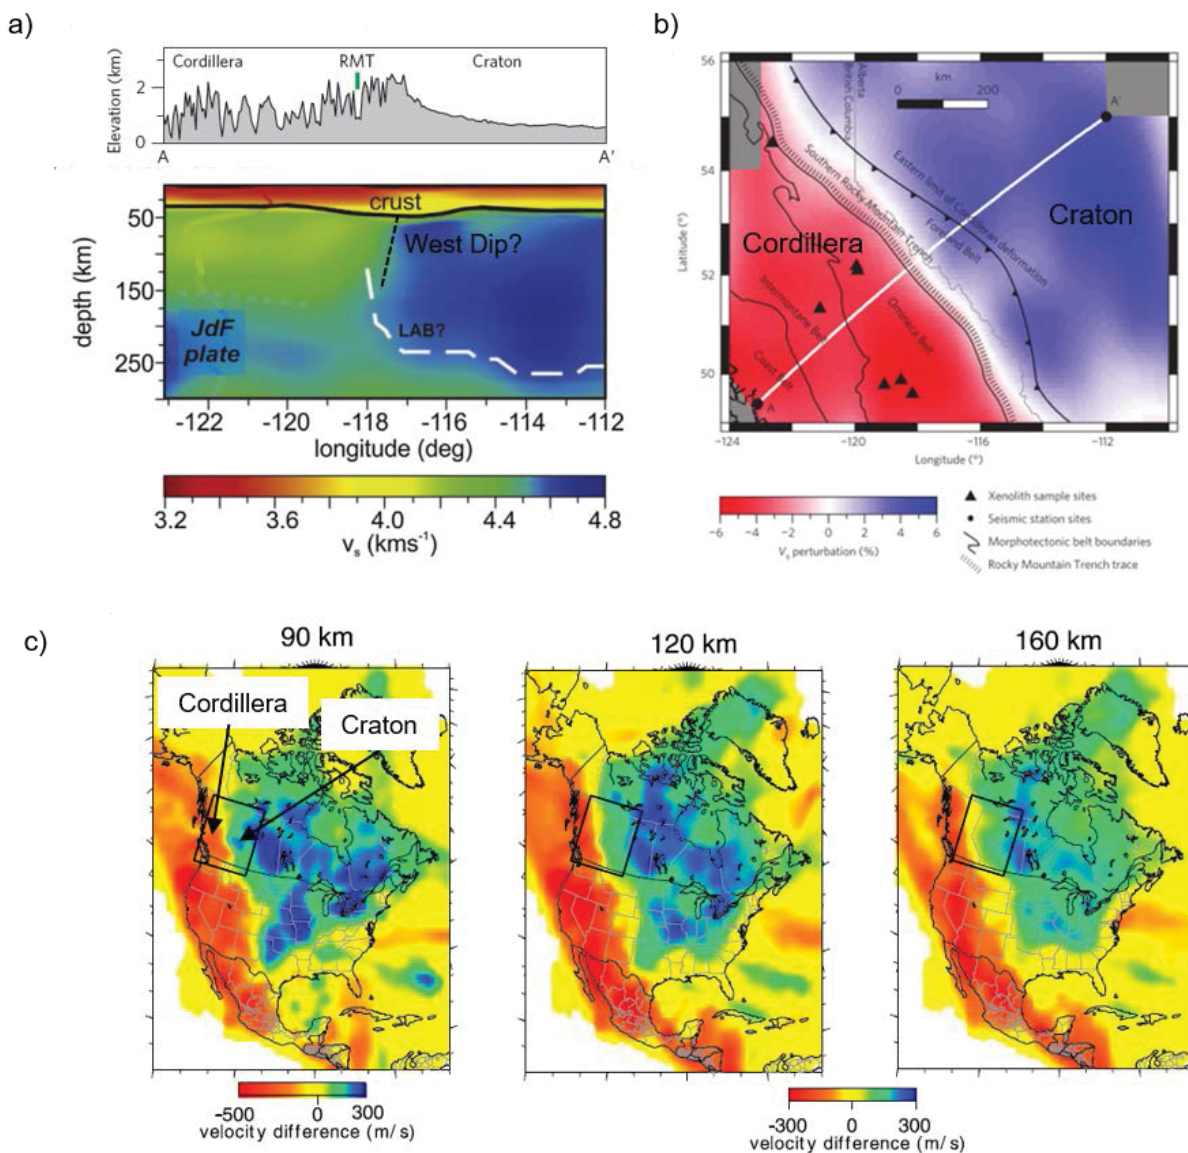 a)
Cordillera
RMT
Craton
Elevation (km)
2
0
A
A'
crust
West Dip?
LAB?
JdF
plate
depth (km)
50
150
250
-122
-120
-118
-116
-114
-112
longitude (deg)
3.2
3.6
4.0
4.4
4.8
vs (kms-1)
b)
56
54
52
50
Latitude (°)
km
0
200
Alberta
British Columbia
A'
Southern Rocky Mountain Trench
Eastern limit of Cordilleran deformation
Foreland Belt
Craton
Cordillera
Intermontane Belt
Omineca Belt
Coast Belt
A
−124
−120
−116
−112
Longitude (°)
−6
−4
−2
0
2
4
6
Vs perturbation (%)
Xenolith sample sites
Seismic station sites
Morphotectonic belt boundaries
Rocky Mountain Trench trace
c)
90 km
Cordillera
Craton
120 km
160 km
-500
0
300
velocity difference (m/s)
-300
0
300
velocity difference (m/s)